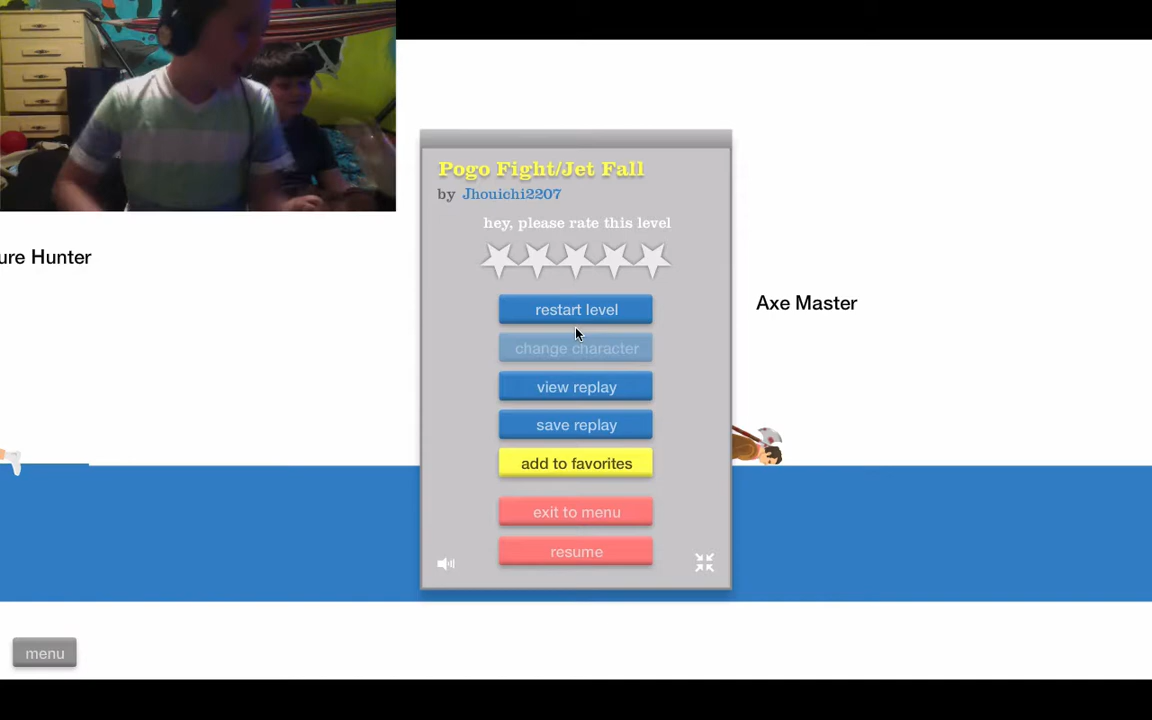 Pogo Fight/Jet Fall
by Jhouichi2207
hey, please rate this level
ure Hunter
Axe Master
restart level
change character
view replay
save replay
add to favorites
exit to menu
resume
menu